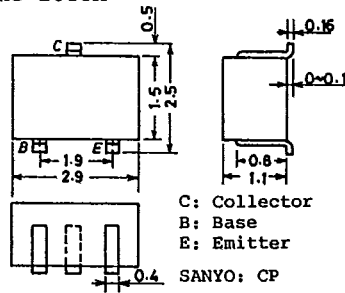 C
0.5
B
E
1.5
2.5
1.9
2.9
0.16
0~0.1
0.8
1.1
C: Collector
B: Base
E: Emitter
SANYO: CP
0.4